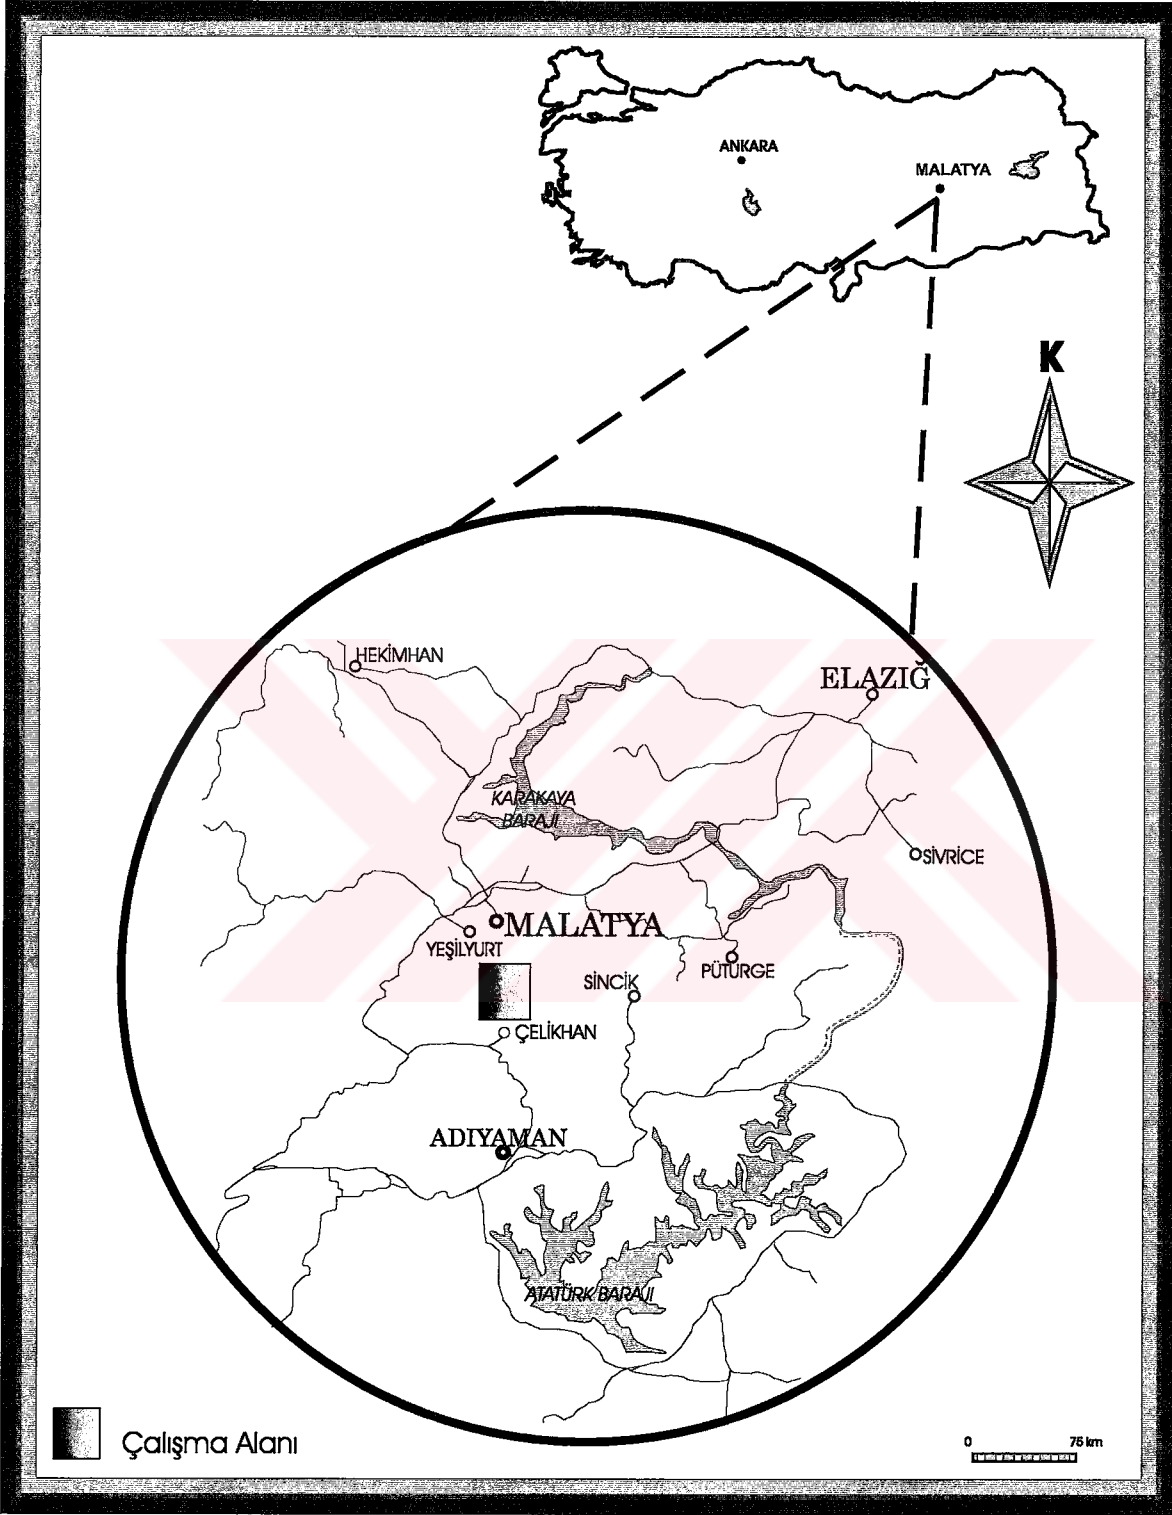 ANKARA
MALATYA
K
HEKİMHAN
ELAZIĞ
KARAKAYA
BARAJI
SİVRİCE
MALATYA
YEŞİLYURT
PÜTÜRGE
SİNCİK
ÇELİKHAN
ADIYAMAN
ATATÜRK BARAJI
Çalışma Alanı
0 75 km